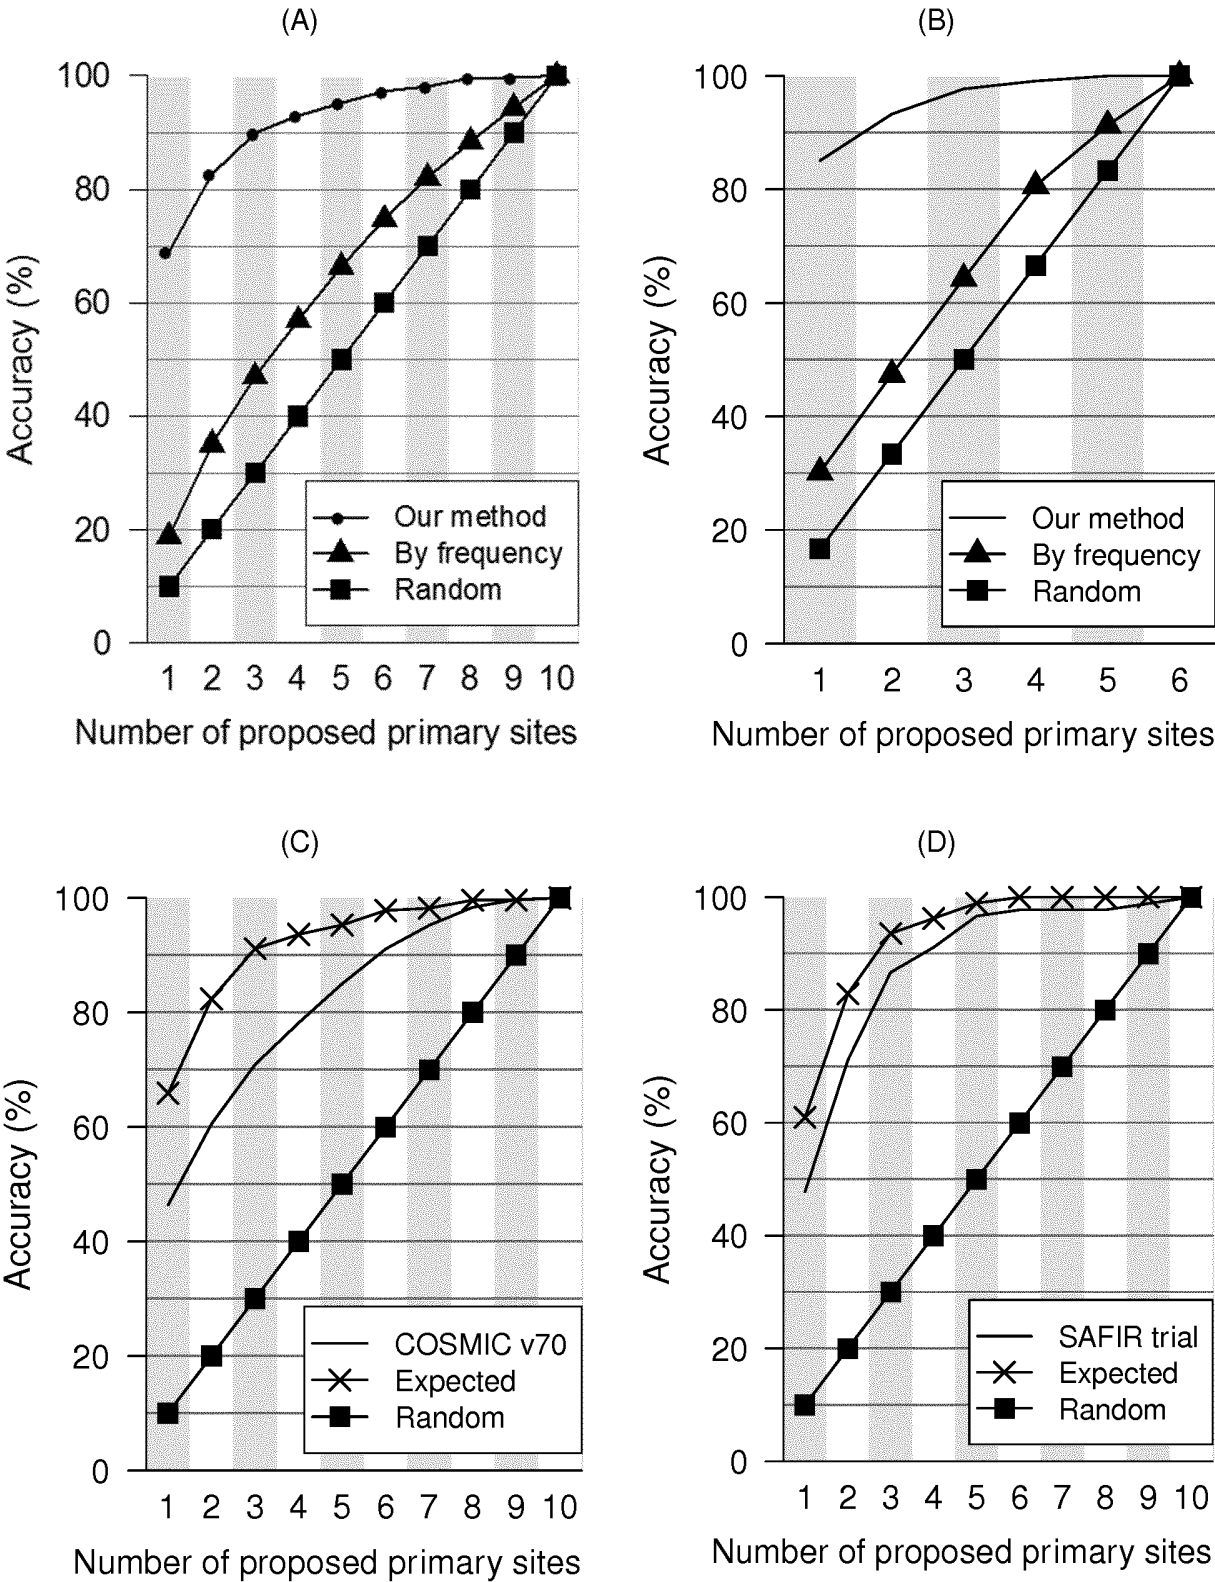 (A)
100
80
60
40
20
0
Accuracy (%)
Our method
By frequency
Random
1 2 3 4 5 6 7 8 9 10
Number of proposed primary sites
(B)
100
80
60
40
20
0
Accuracy (%)
Our method
By frequency
Random
1 2 3 4 5 6
Number of proposed primary sites
(C)
100
80
60
40
20
0
Accuracy (%)
COSMIC v70
Expected
Random
1 2 3 4 5 6 7 8 9 10
Number of proposed primary sites
(D)
100
80
60
40
20
0
Accuracy (%)
SAFIR trial
Expected
Random
1 2 3 4 5 6 7 8 9 10
Number of proposed primary sites